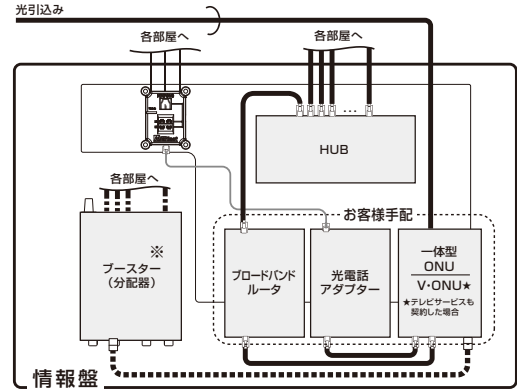 光引込み
各部屋へ
各部屋へ
…
HUB
各部屋へ
お客様手配
※
ブースター
（分配器）
ブロードバンド
ルータ
光電話
アダプター
一体型
ONU
V・ONU★
★テレビサービスも
契約した場合
情報盤